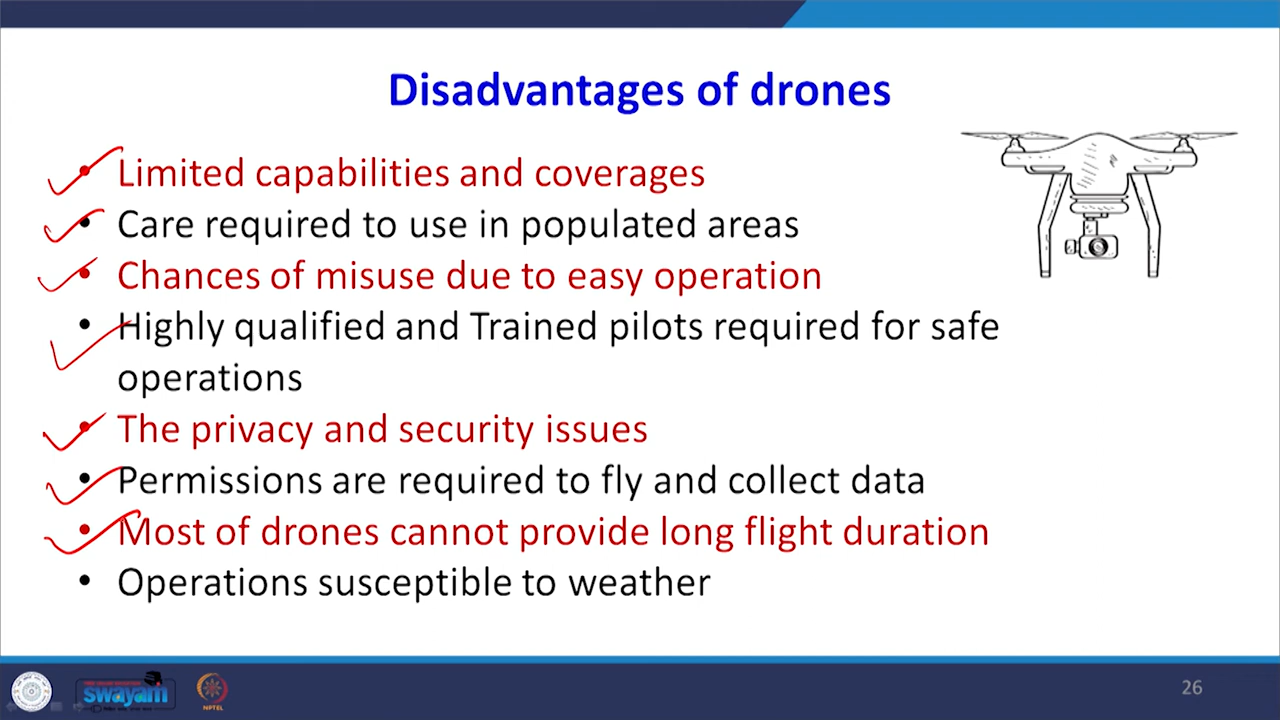 Disadvantages of drones
• Limited capabilities and coverages
• Care required to use in populated areas
• Chances of misuse due to easy operation
• Highly qualified and Trained pilots required for safe
operations
• The privacy and security issues
• Permissions are required to fly and collect data
• Most of drones cannot provide long flight duration
• Operations susceptible to weather
swayam
NPTEL
26